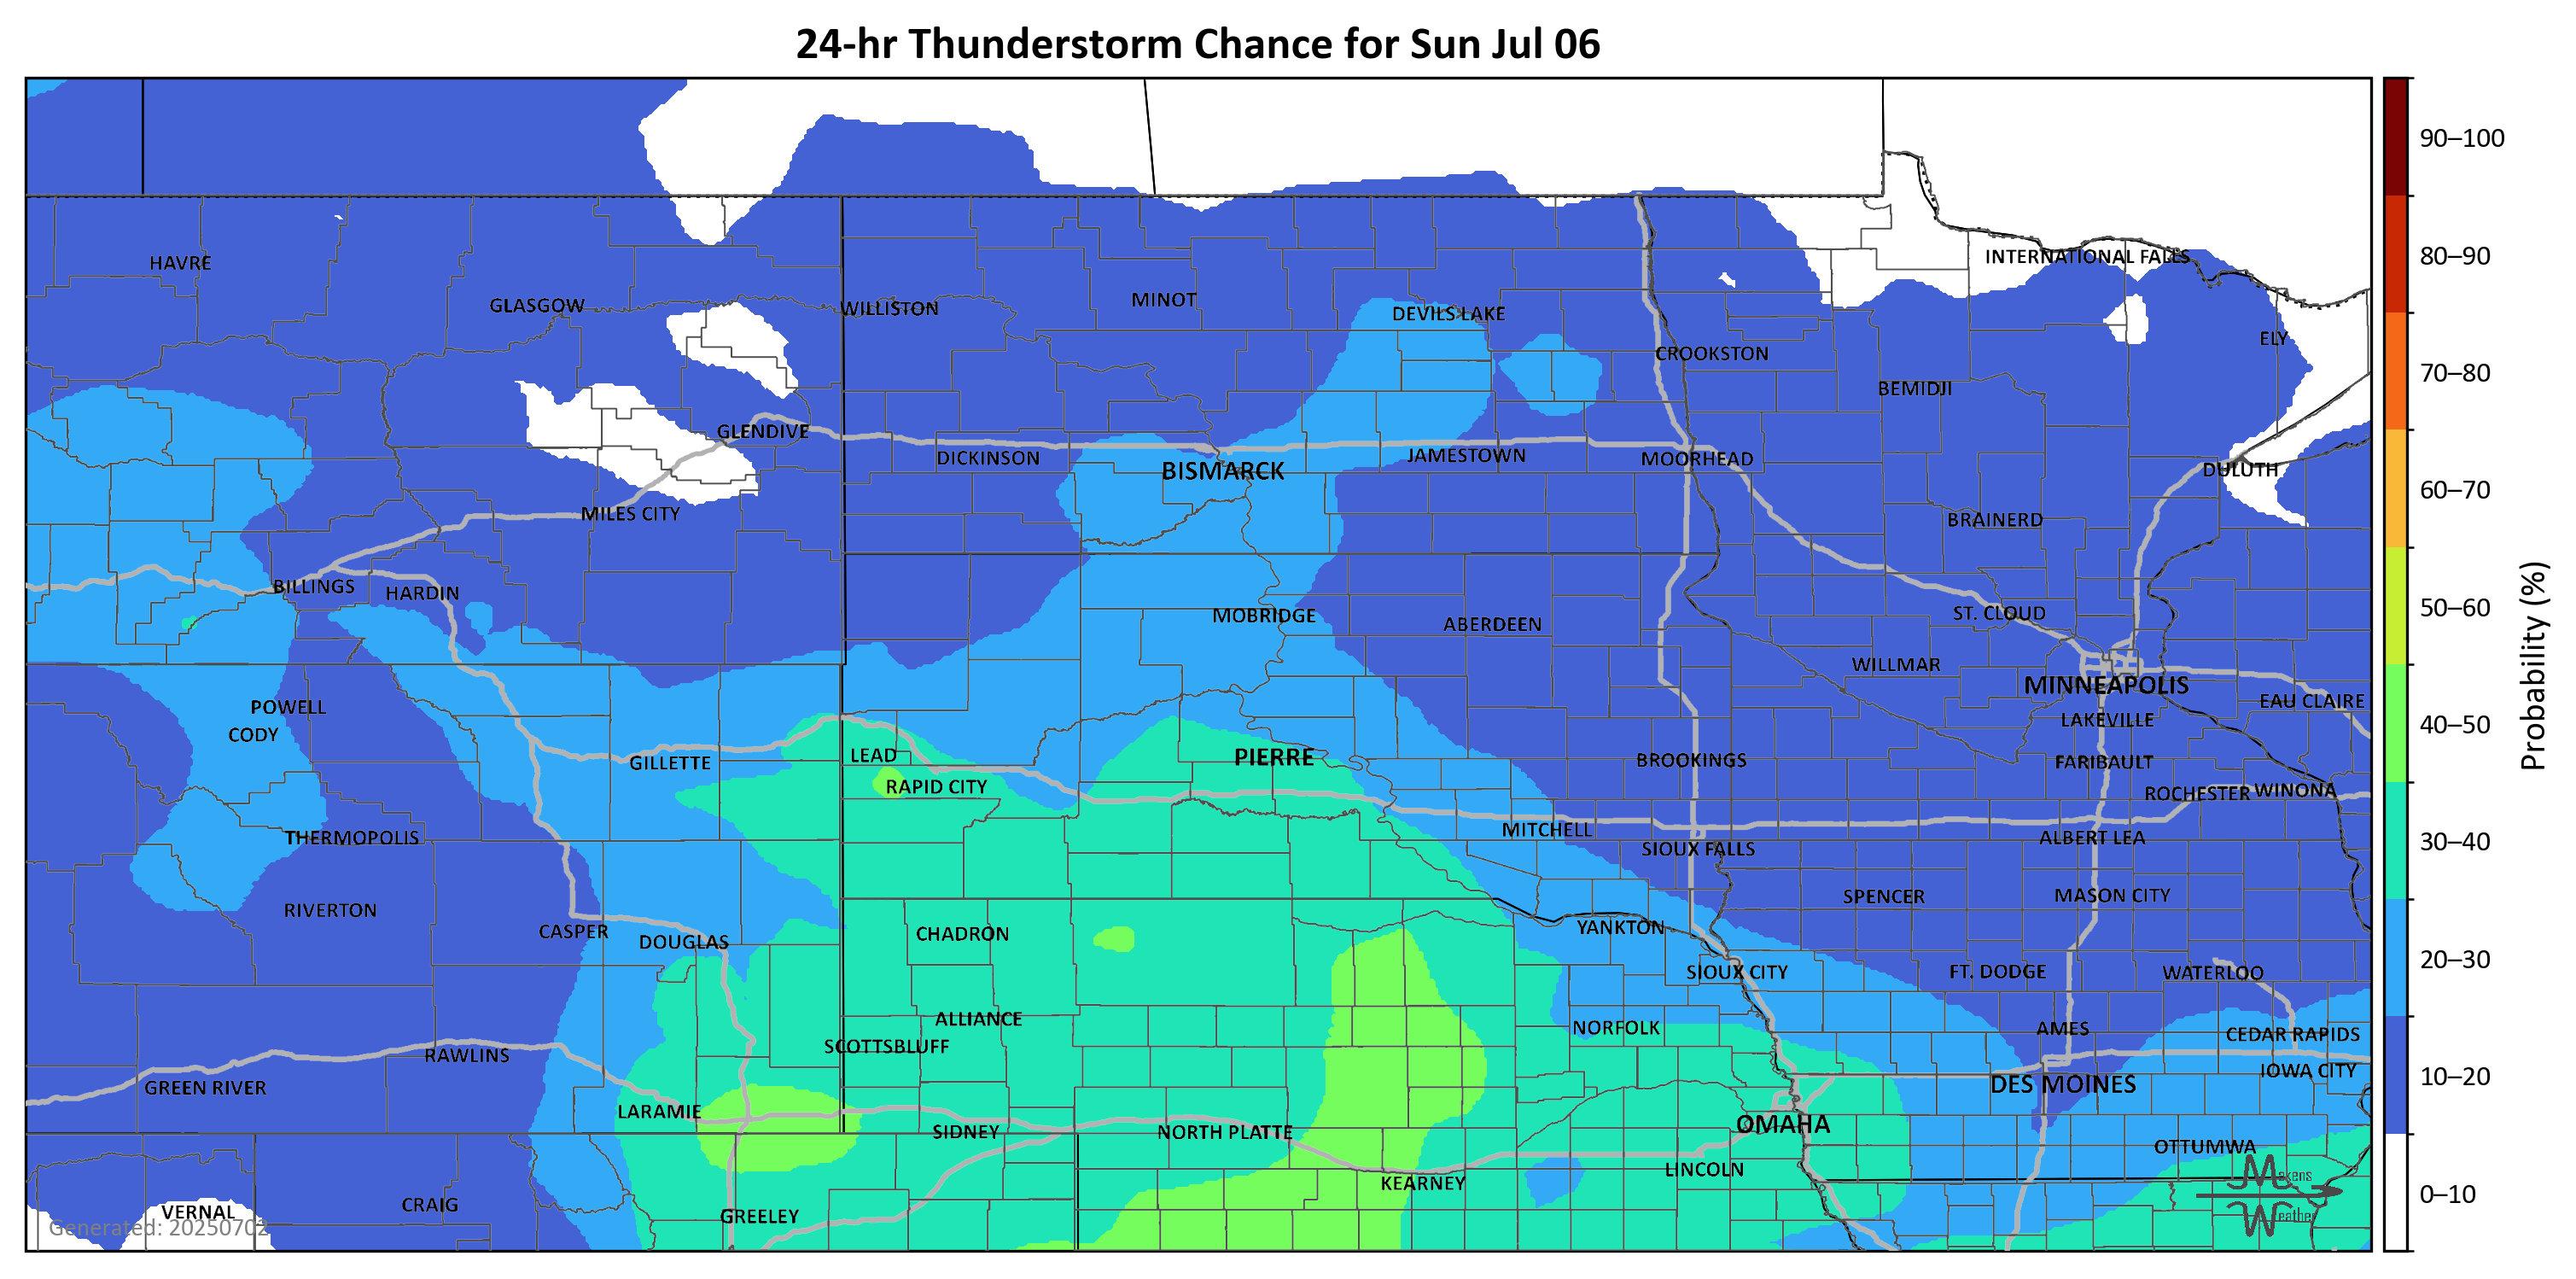 24-hr Thunderstorm Chance for Sun Jul 06
90–100
80–90
70–80
60–70
50–60
40–50
30–40
20–30
10–20
0–10
Probability (%)
HAVRE
INTERNATIONAL FALLS
GLASGOW
WILLISTON
MINOT
DEVILS LAKE
ELY
CROOKSTON
BEMIDJI
GLENDIVE
DICKINSON
BISMARCK
JAMESTOWN
MOORHEAD
DULUTH
MILES CITY
BRAINERD
BILLINGS
HARDIN
MOBRIDGE
ABERDEEN
ST. CLOUD
WILLMAR
MINNEAPOLIS
EAU CLAIRE
POWELL
LAKEVILLE
CODY
GILLETTE
LEAD
PIERRE
BROOKINGS
FARIBAULT
RAPID CITY
ROCHESTER
WINONA
THERMOPOLIS
MITCHELL
ALBERT LEA
SIOUX FALLS
RIVERTON
SPENCER
MASON CITY
CASPER
DOUGLAS
CHADRON
YANKTON
SIOUX CITY
FT. DODGE
WATERLOO
ALLIANCE
NORFOLK
AMES
CEDAR RAPIDS
SCOTTSBLUFF
RAWLINS
IOWA CITY
GREEN RIVER
DES MOINES
LARAMIE
SIDNEY
NORTH PLATTE
OMAHA
OTTUMWA
LINCOLN
KEARNEY
CRAIG
VERNAL
GREELEY
Generated: 20250702
Makens
Weather